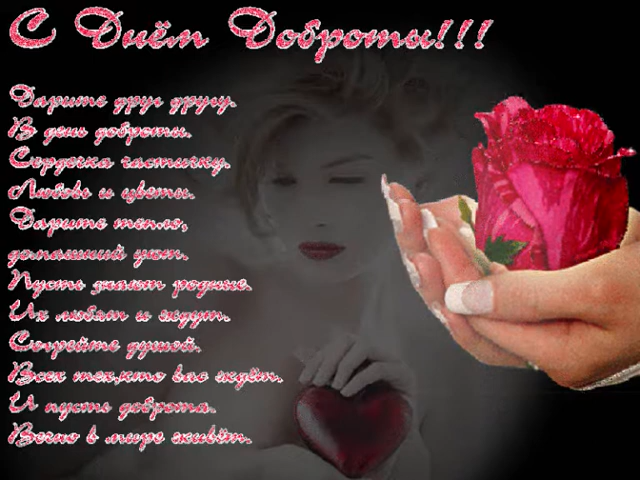 С Днём Доброты!!!
Дарите друг другу.
В день доброты.
Сердечка частичку.
Любовь и цветы.
Дарите тепло,
домашний уют.
Пусть знают родные.
Их любят и ждут.
Согрейте душой.
Всех тех,кто вас ждёт.
И пусть доброта.
Вечно в мире живёт.